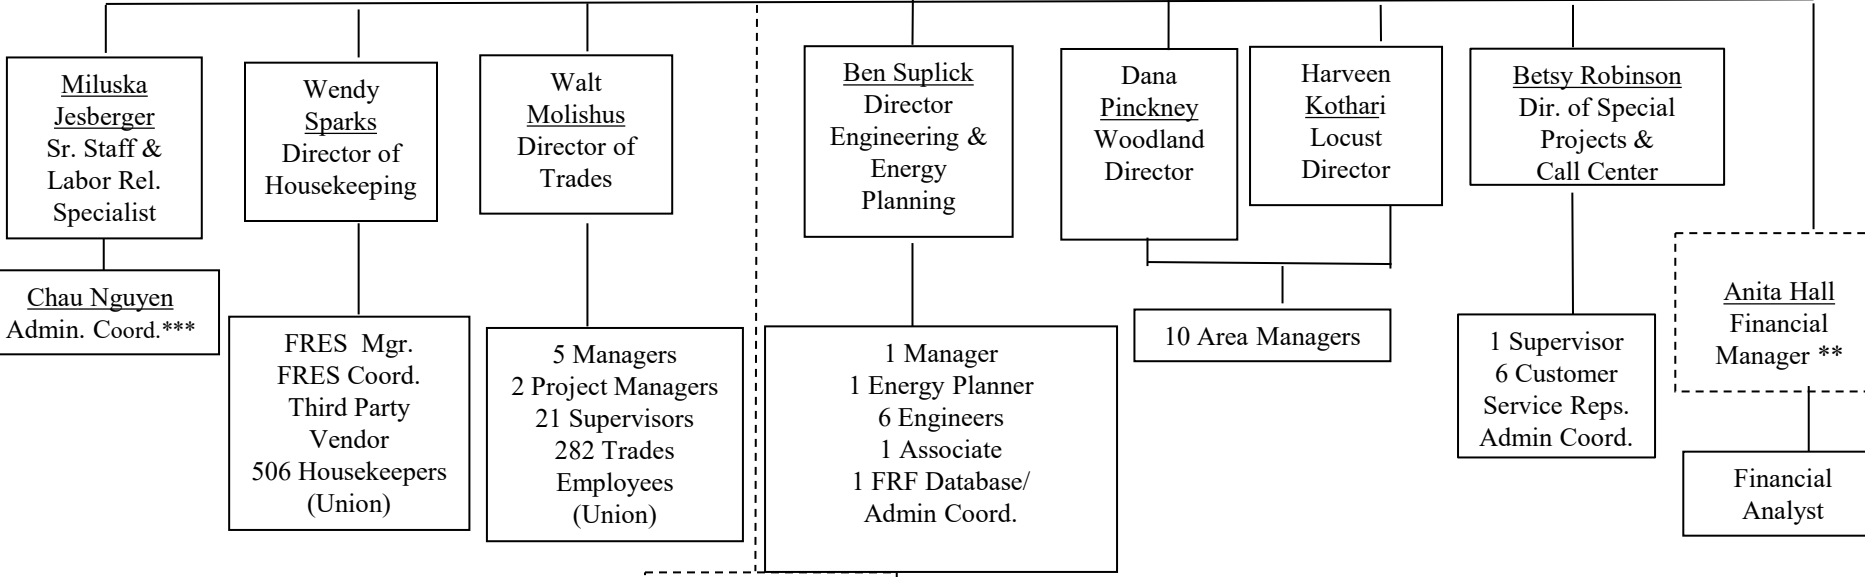 Miluska
Jesberger
Sr. Staff &
Labor Rel.
Specialist
Chau Nguyen
Admin. Coord.***
Wendy
Sparks
Director of
Housekeeping
FRES  Mgr.
FRES Coord.
Third Party
Vendor
506 Housekeepers
(Union)
Walt
Molishus
Director of
Trades
5 Managers
2 Project Managers
21 Supervisors
282 Trades
Employees
(Union)
Ben Suplick
Director
Engineering &
Energy
Planning
1 Manager
1 Energy Planner
6 Engineers
1 Associate
1 FRF Database/
Admin Coord.
Dana
Pinckney
Woodland
Director
Harveen
Kothari
Locust
Director
10 Area Managers
Betsy Robinson
Dir. of Special
Projects &
Call Center
1 Supervisor
6 Customer
Service Reps.
Admin Coord.
Anita Hall
Financial
Manager **
Financial
Analyst